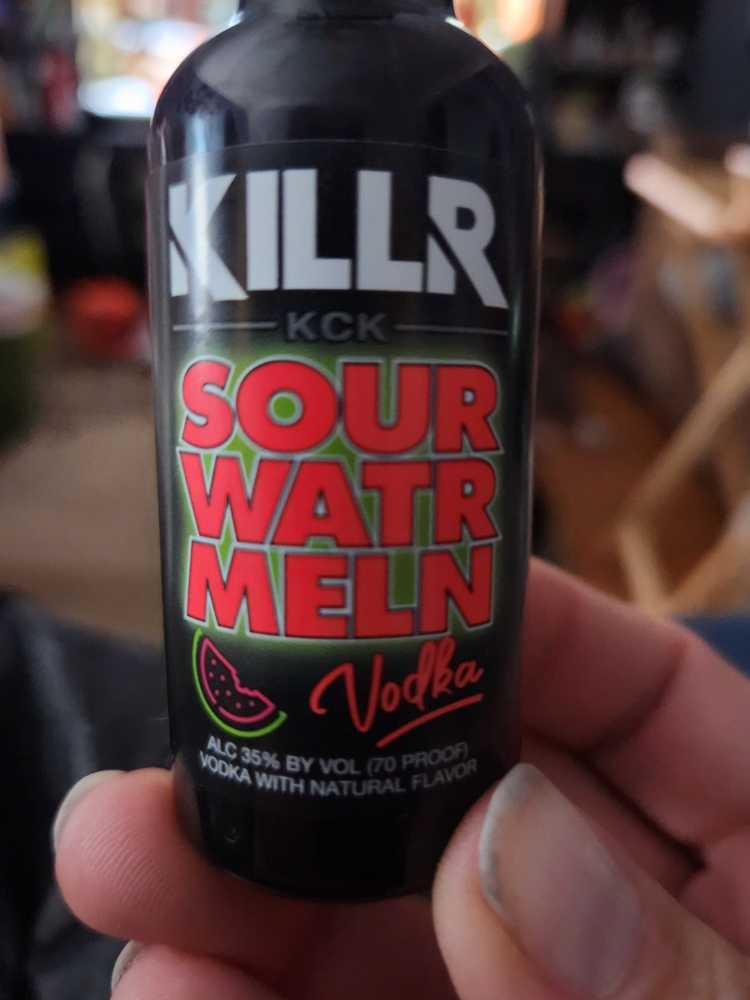 KILLR
KCK
SOUR
WATR
MELN
Vodka
ALC 35% BY VOL (70 PROOF)
VODKA WITH NATURAL FLAVOR